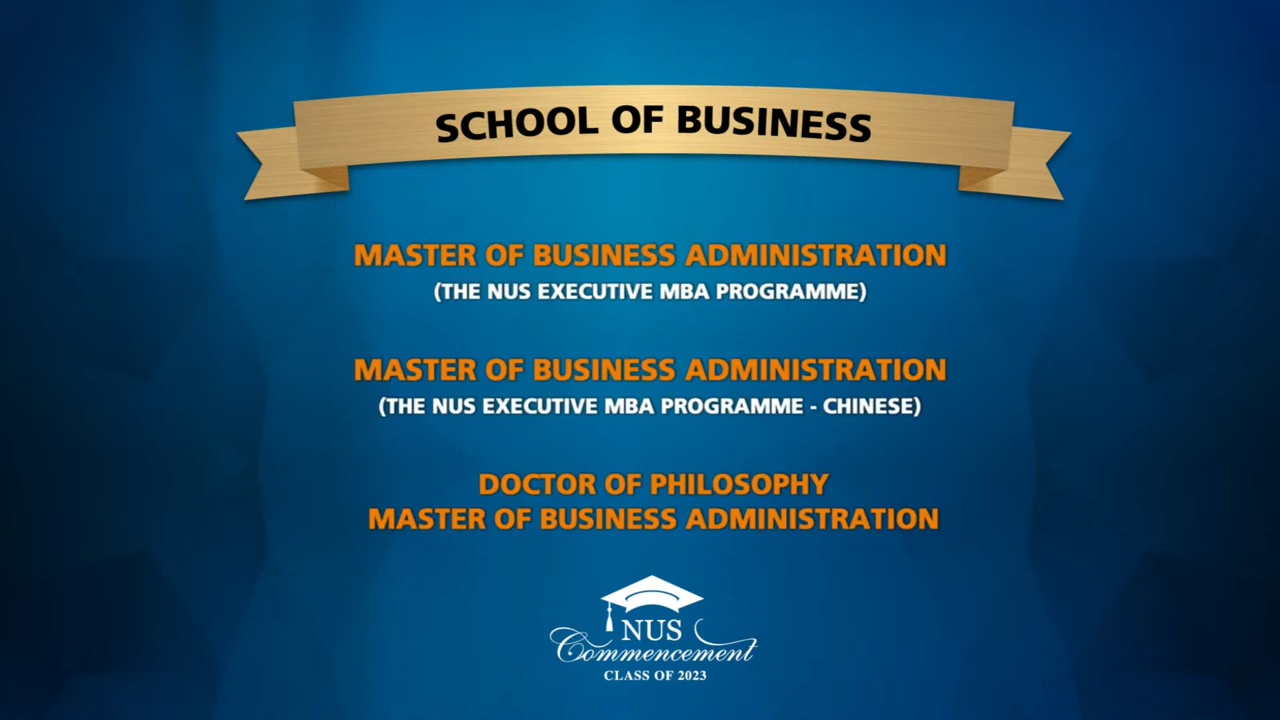 SCHOOL OF BUSINESS
MASTER OF BUSINESS ADMINISTRATION
(THE NUS EXECUTIVE MBA PROGRAMME)
MASTER OF BUSINESS ADMINISTRATION
(THE NUS EXECUTIVE MBA PROGRAMME - CHINESE)
DOCTOR OF PHILOSOPHY
MASTER OF BUSINESS ADMINISTRATION
NUS
Commencement
CLASS OF 2023